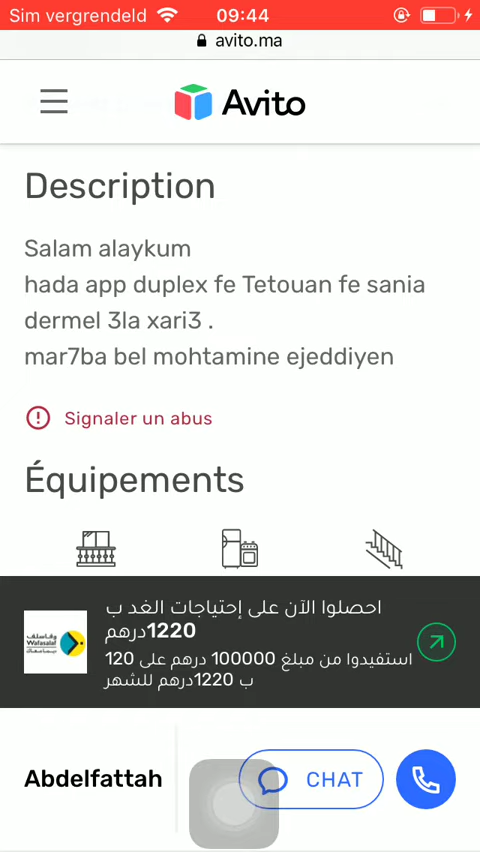 Sim vergrendeld
09:44
avito.ma
Avito
Description
Salam alaykum
hada app duplex fe Tetouan fe sania
dermel 3la xari3 .
mar7ba bel mohtamine ejeddiyen
Signaler un abus
Équipements
احصلوا الآن على إحتياجات الغد ب
1220درهم
استفيدوا من مبلغ 100000 درهم على 120
ب 1220درهم للشهر
وفاسلف
Wafasalaf
Abdelfattah
CHAT